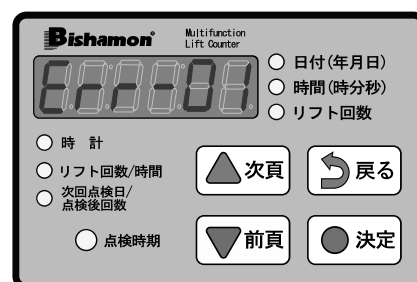 Bishamon
Multifunction
Lift Counter
Err-01
日付(年月日)
時間(時分秒)
リフト回数
時 計
リフト回数/時間
次回点検日/
点検後回数
点検時期
次頁
戻る
前頁
決定